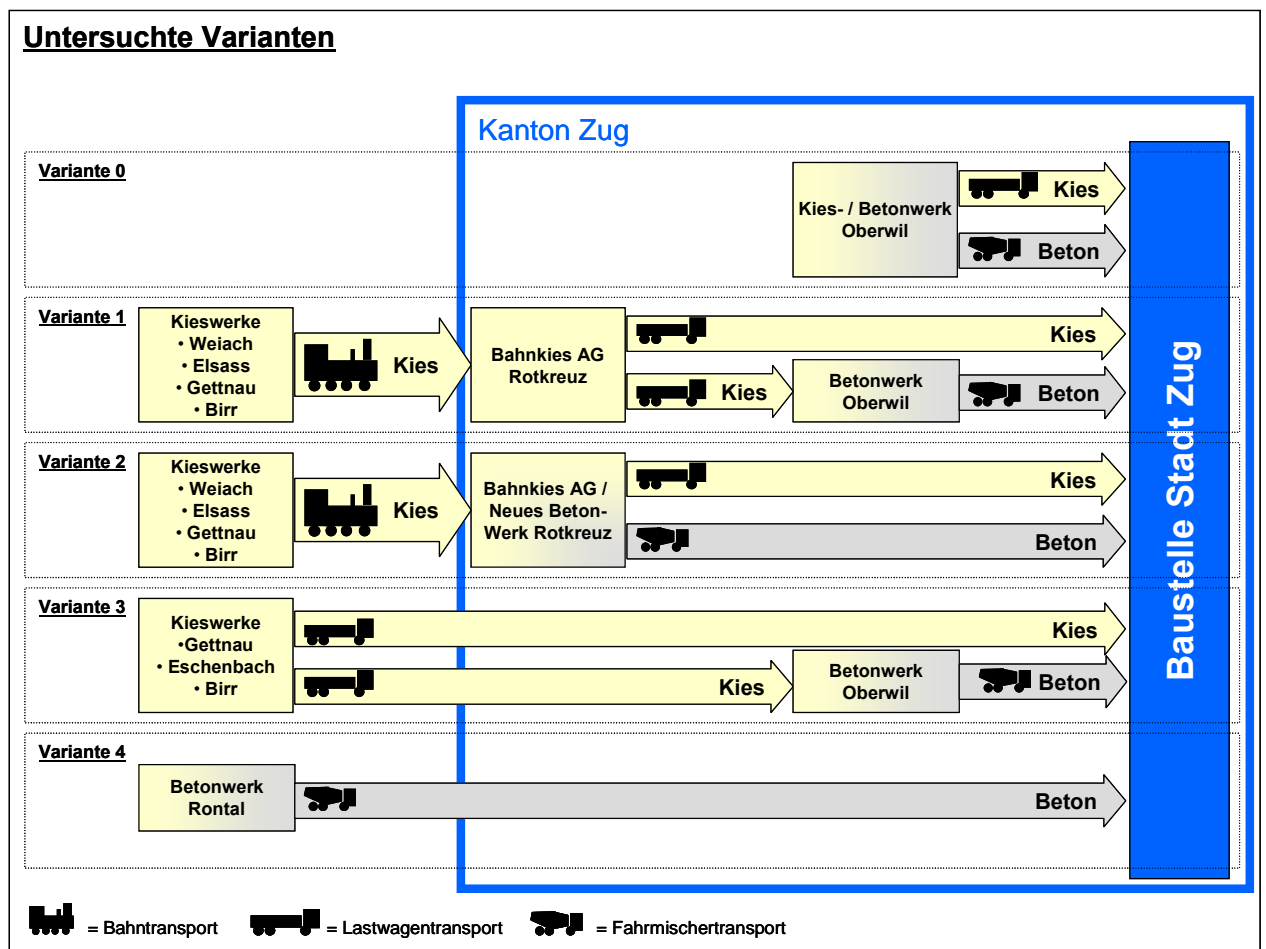 Untersuchte Varianten
Kanton Zug
Variante 0
Kies- / Betonwerk
Oberwil
Kies
Beton
Variante 1
Kieswerke
• Weiach
• Elsass
• Gettnau
• Birr
Kies
Bahnkies AG
Rotkreuz
Kies
Kies
Betonwerk
Oberwil
Beton
Variante 2
Kieswerke
• Weiach
• Elsass
• Gettnau
• Birr
Kies
Bahnkies AG /
Neues Beton-
Werk Rotkreuz
Kies
Beton
Variante 3
Kieswerke
•Gettnau
• Eschenbach
• Birr
Kies
Kies
Betonwerk
Oberwil
Beton
Variante 4
Betonwerk
Rontal
Beton
Baustelle Stadt Zug
= Bahntransport
= Lastwagentransport
= Fahrmischertransport